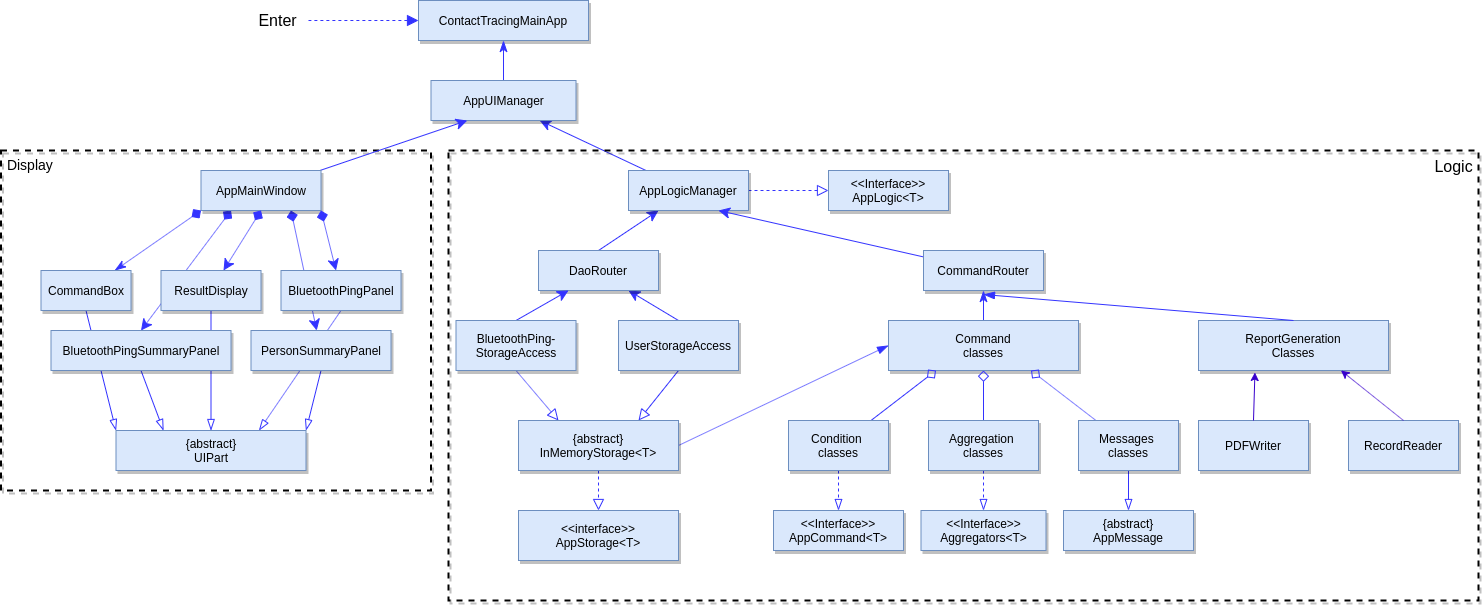 Enter
ContactTracingMainApp
AppUIManager
Display
AppMainWindow
CommandBox
ResultDisplay
BluetoothPingPanel
BluetoothPingSummaryPanel
PersonSummaryPanel
{abstract}
UIPart
Logic
AppLogicManager
<<Interface>>
AppLogic<T>
DaoRouter
CommandRouter
BluetoothPing-
StorageAccess
UserStorageAccess
Command
classes
ReportGeneration
Classes
{abstract}
InMemoryStorage<T>
Condition
classes
Aggregation
classes
Messages
classes
PDFWriter
RecordReader
<<interface>>
AppStorage<T>
<<Interface>>
AppCommand<T>
<<Interface>>
Aggregators<T>
{abstract}
AppMessage